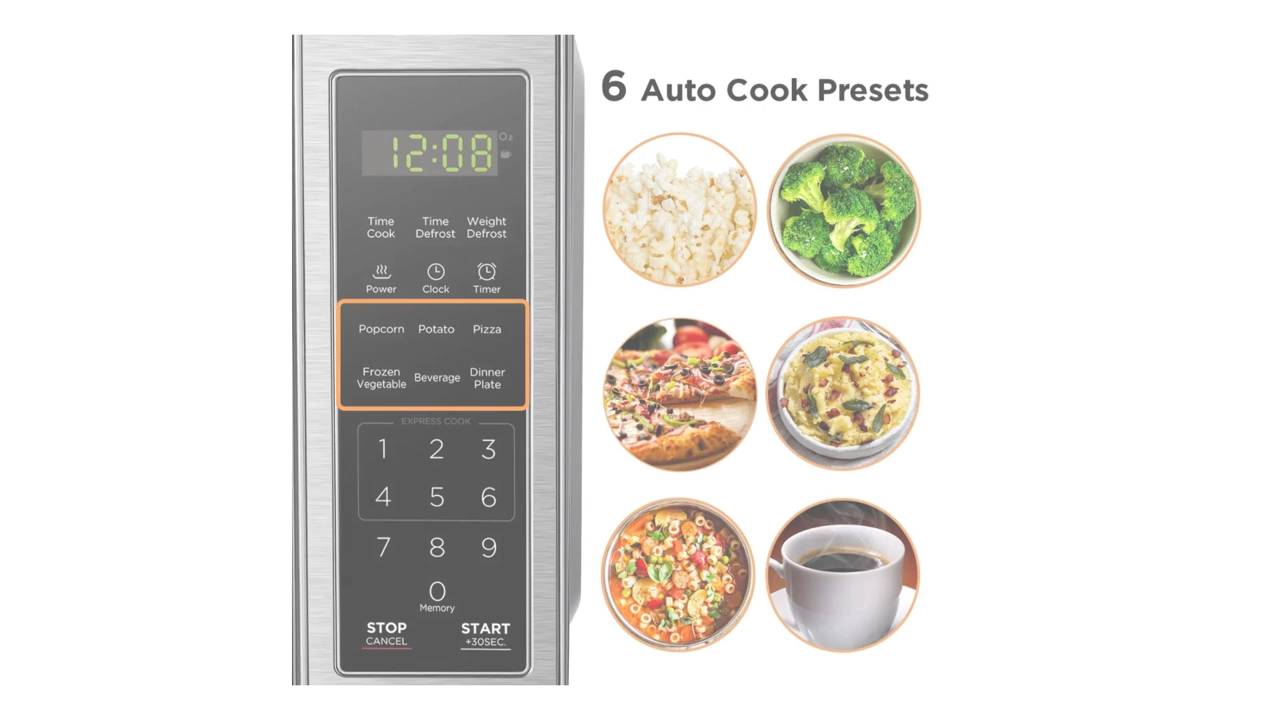 6 Auto Cook Presets
12:08
Time Cook
Time Defrost
Weight Defrost
Power
Clock
Timer
Popcorn Potato Pizza
Frozen Vegetable
Beverage
Dinner Plate
EXPRESS COOK
1 2 3
4 5 6
7 8 9
0
Memory
STOP
CANCEL
START
+30SEC.